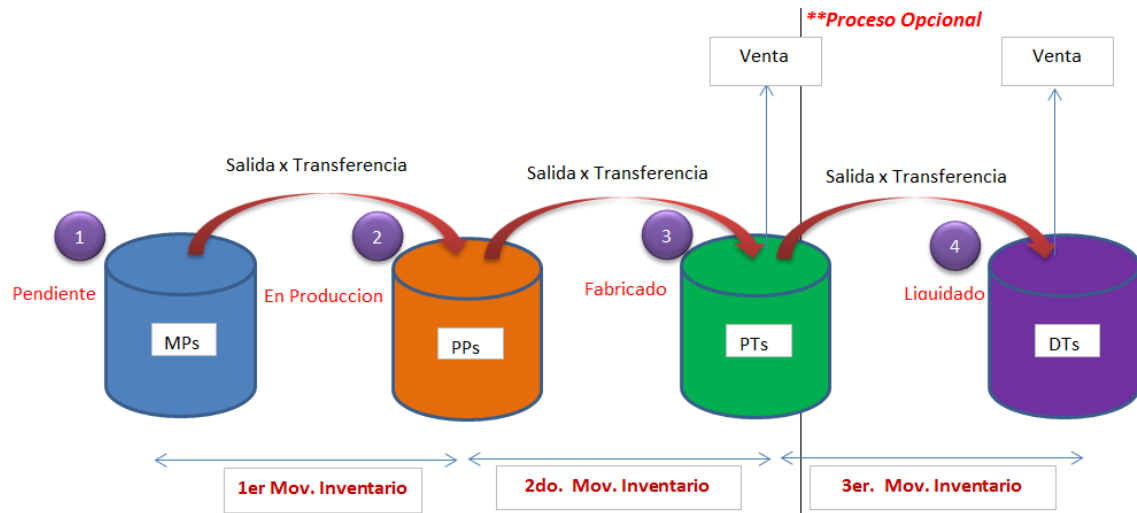 **Proceso Opcional
Venta
Venta
Salida x Transferencia
Salida x Transferencia
Salida x Transferencia
1
2
3
4
Pendiente
En Produccion
Fabricado
Liquidado
MPs
PPs
PTs
DTs
1er Mov. Inventario
2do. Mov. Inventario
3er. Mov. Inventario